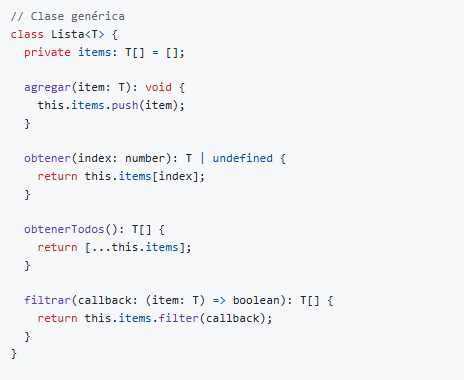 // Clase genérica
class Lista<T> {
  private items: T[] = [];

  agregar(item: T): void {
    this.items.push(item);
  }

  obtener(index: number): T | undefined {
    return this.items[index];
  }

  obtenerTodos(): T[] {
    return [...this.items];
  }

  filtrar(callback: (item: T) => boolean): T[] {
    return this.items.filter(callback);
  }
}